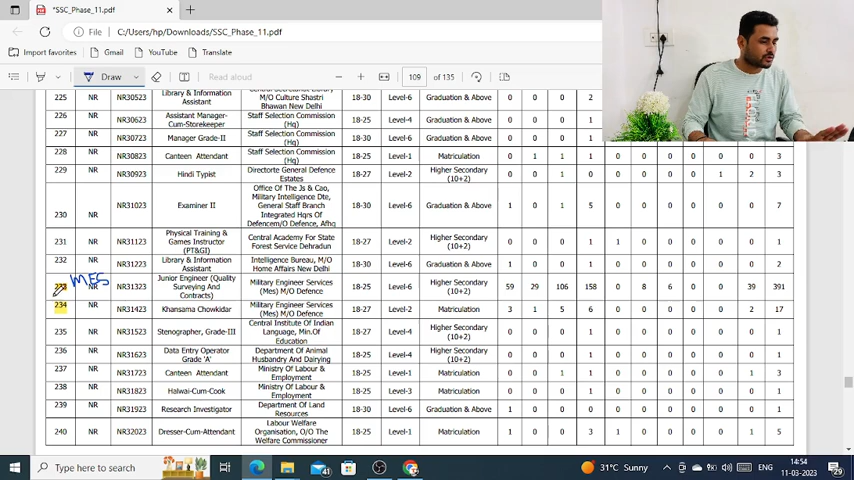 *SSC_Phase_11.pdf
File
C:/Users/hp/Downloads/SSC_Phase_11.pdf
Import favorites Gmail YouTube Translate
Draw Read aloud 109 of 135
225 NR NR30523 Library & Information Assistant M/O Culture Shastri Bhawan New Delhi 18-30 Level-6 Graduation & Above 0 0 0 2
226 NR NR30623 Assistant Manager-Cum-Storekeeper Staff Selection Commission (Hq) 18-25 Level-4 Graduation & Above 0 0 0 1
227 NR NR30723 Manager Grade-II Staff Selection Commission (Hq) 18-30 Level-6 Graduation & Above 0 0 0 1
228 NR NR30823 Canteen Attendant Staff Selection Commission (Hq) 18-25 Level-1 Matriculation 0 1 1 1 0 0 0 0 0 3
229 NR NR30923 Hindi Typist Directorte General Defence Estates 18-27 Level-2 Higher Secondary (10+2) 0 0 1 0 0 0 0 1 2 3
230 NR NR31023 Examiner II Office Of The Js & Cao, Military Intelligence Dte, General Staff Branch Integrated Hqrs Of Defencem/O Defence, Afhq 18-30 Level-6 Graduation & Above 1 0 1 5 0 0 0 0 0 7
231 NR NR31123 Physical Training & Games Instructor (PT&GI) Central Academy For State Forest Service Dehradun 18-27 Level-2 Higher Secondary (10+2) 0 0 0 1 1 0 0 0 0 1
232 NR NR31223 Library & Information Assistant Intelligence Bureau, M/O Home Affairs New Delhi 18-30 Level-6 Graduation & Above 1 0 0 1 0 0 0 0 0 2
MES
233 NR NR31323 Junior Engineer (Quality Surveying And Contracts) Military Engineer Services (Mes) M/O Defence 18-25 Level-6 Higher Secondary (10+2) 59 29 106 158 0 8 6 0 0 39 391
234 NR NR31423 Khansama Chowkidar Military Engineer Services (Mes) M/O Defence 18-27 Level-2 Matriculation 3 1 5 6 0 0 0 0 2 17
235 NR NR31523 Stenographer, Grade-III Central Institute Of Indian Language, Min.Of Education 18-27 Level-4 Higher Secondary (10+2) 0 0 0 1 0 0 0 0 0 1
236 NR NR31623 Data Entry Operator Grade 'A' Department Of Animal Husbandry And Dairying 18-25 Level-4 Higher Secondary (10+2) 0 0 0 1 0 0 0 0 0 1
237 NR NR31723 Canteen Attendant Ministry Of Labour & Employment 18-25 Level-1 Matriculation 0 0 1 1 0 0 0 0 1 3
238 NR NR31823 Halwai-Cum-Cook Ministry Of Labour & Employment 18-25 Level-3 Matriculation 0 0 0 1 0 0 0 0 0 1
239 NR NR31923 Research Investigator Department Of Land Resources 18-30 Level-6 Graduation & Above 1 0 0 0 0 0 0 0 0 1
240 NR NR32023 Dresser-Cum-Attendant Labour Welfare Organisation, O/O The Welfare Commissioner 18-25 Level-1 Matriculation 1 0 0 3 1 0 0 0 1 5
Type here to search 41 31°C Sunny ENG 14:54 11-03-2023 29